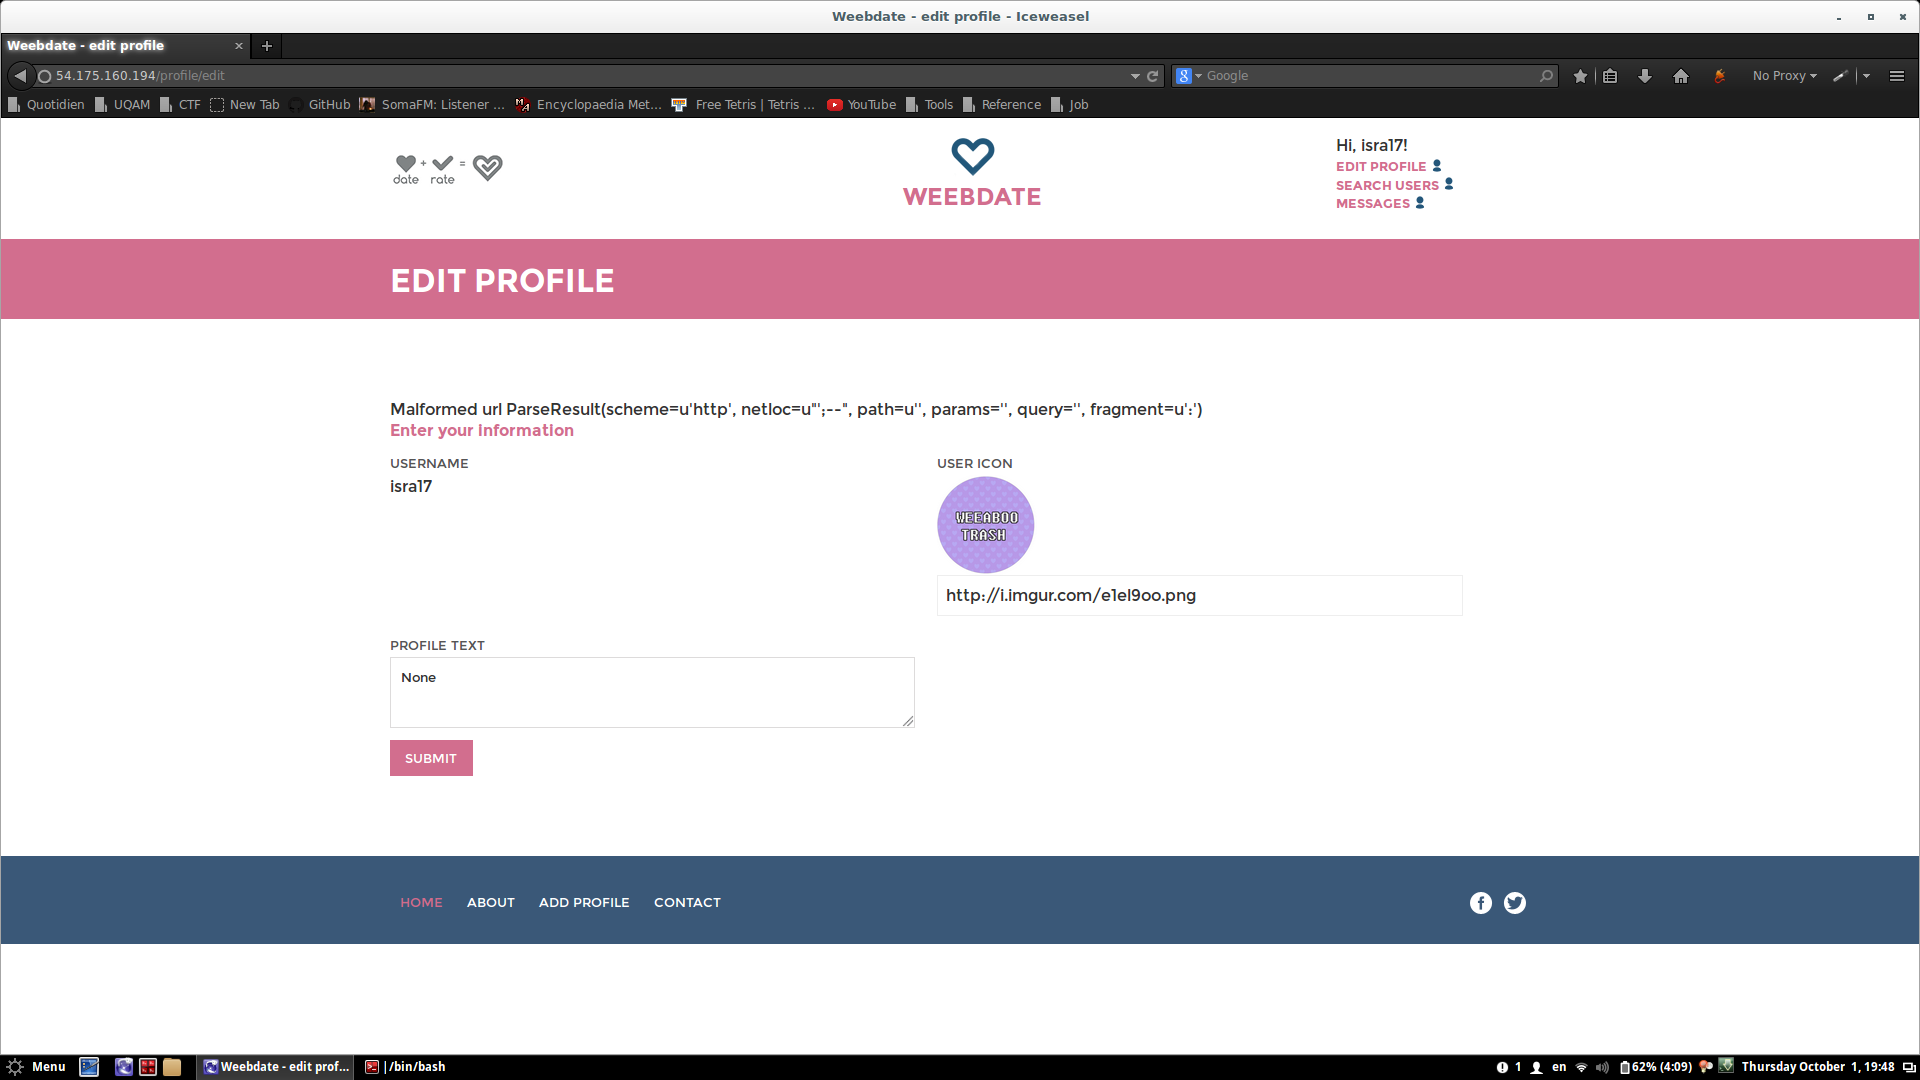 Weebdate - edit profile - Iceweasel
Weebdate - edit profile
54.175.160.194/profile/edit
Google
No Proxy
Quotidien UQAM CTF New Tab GitHub SomaFM: Listener ... Encyclopaedia Met... Free Tetris | Tetris ... YouTube Tools Reference Job
date + rate =
WEEBDATE
Hi, isra17!
EDIT PROFILE
SEARCH USERS
MESSAGES
EDIT PROFILE
Malformed url ParseResult(scheme=u'http', netloc=u"';--", path=u'', params='', query='', fragment=u':')
Enter your information
USERNAME
isra17
USER ICON
WEEABOO
TRASH
http://i.imgur.com/e1el9oo.png
PROFILE TEXT
None
SUBMIT
HOME ABOUT ADD PROFILE CONTACT
Menu
Weebdate - edit prof...
/bin/bash
1 en 62% (4:09) Thursday October 1, 19:48